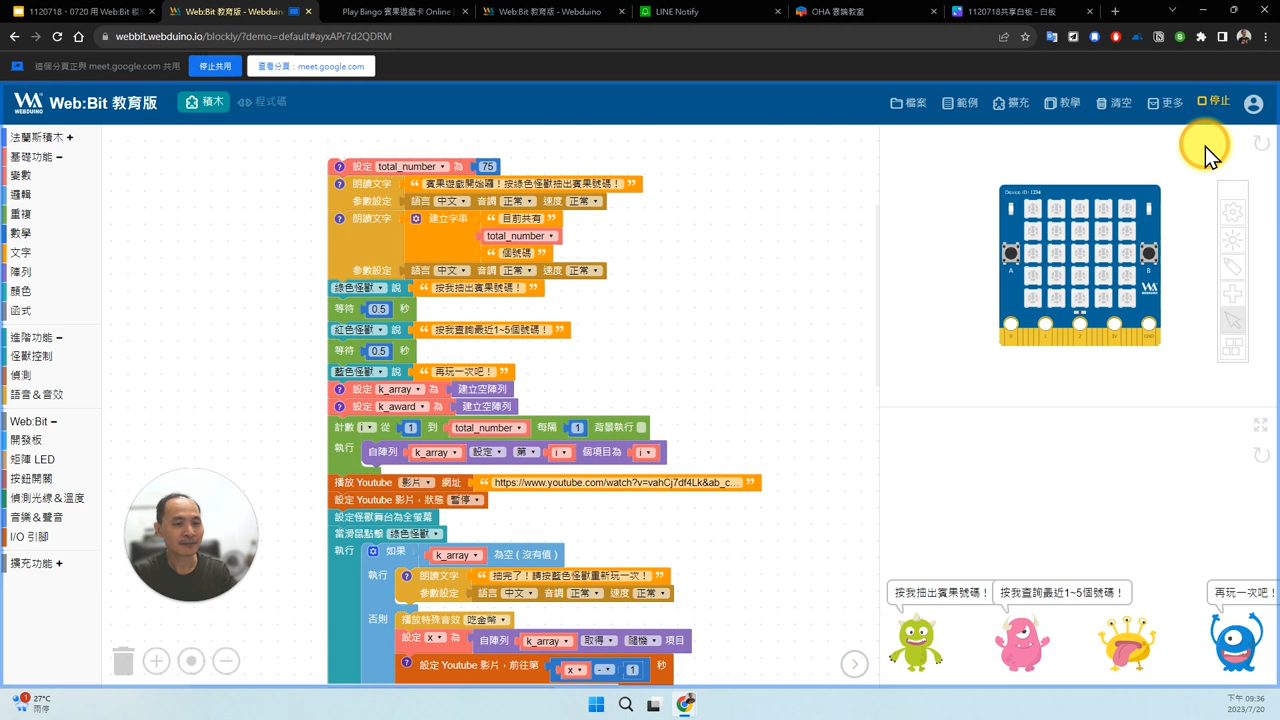 1120718、0720 用 Web:Bit 教
Web:Bit 教育版 - Webduin
Play Bingo 賓果遊戲卡 Online
Web:Bit 教育版 - Webduino
LINE Notify
OHA 雲端教室
1120718共享白板 - 白板
webbit.webduino.io/blockly/?demo=default#ayxAPr7d2QDRM
這個分頁正與 meet.google.com 共用
停止共用
查看分頁：meet.google.com
WEBDUINO
Web:Bit 教育版
積木
程式區
檔案
範例
擴充
教學
清空
更多
停止
法蘭斯積木
基礎功能
變數
邏輯
重複
數學
文字
陣列
顏色
函式
進階功能
怪獸控制
偵測
語音＆音效
Web:Bit
開發板
矩陣 LED
按鈕開關
偵測光線＆溫度
音樂＆聲音
I/O 引腳
擴充功能
設定 total_number 為 75
朗讀文字 “ 賓果遊戲開始囉！按綠色怪獸抽出賓果號碼！ ”
參數設定 語言 中文 音調 正常 速度 正常
朗讀文字 建立字串 “ 目前共有 ”
total_number
“ 個號碼 ”
參數設定 語言 中文 音調 正常 速度 正常
綠色怪獸 說 “ 按我抽出賓果號碼！ ”
等待 0.5 秒
紅色怪獸 說 “ 按我查詢最近1~5個號碼！ ”
等待 0.5 秒
藍色怪獸 說 “ 再玩一次吧！ ”
設定 k_array 為 建立空陣列
設定 k_award 為 建立空陣列
計數 i 從 1 到 total_number 每隔 1 背景執行
執行 自陣列 k_array 設定 第 i 個項目為 i
播放 Youtube 影片 網址 “ https://www.youtube.com/watch?v=vahCj7df4Lk&ab_c... ”
設定 Youtube 影片，狀態 暫停
設定怪獸舞台為全螢幕
當滑鼠點擊 綠色怪獸
執行 如果 k_array 為空（沒有值）
執行 朗讀文字 “ 抽完了！請按藍色怪獸重新玩一次！ ”
參數設定 語言 中文 音調 正常 速度 正常
否則 播放特殊音效 吃金幣
設定 x 為 自陣列 k_array 取得 隨機 項目
設定 Youtube 影片，前往第 x - 1 秒
Device ID: 1234
A
B
按我抽出賓果號碼！
按我查詢最近1~5個號碼！
再玩一次吧！
1
27°C
雨停
下午 09:36
2023/7/20